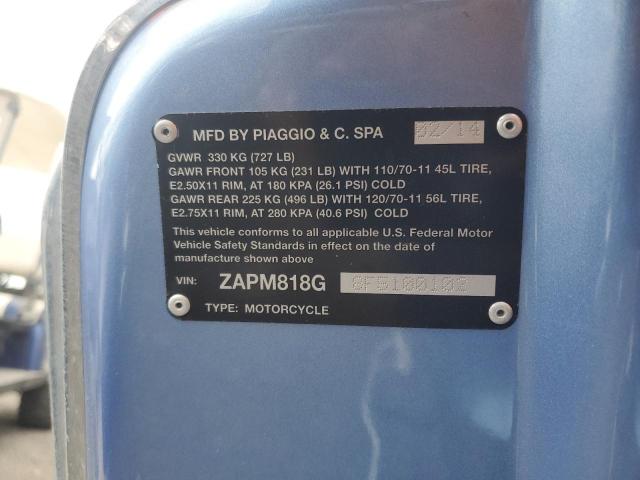 MFD BY PIAGGIO & C. SPA 02/14
GVWR 330 KG (727 LB)
GAWR FRONT 105 KG (231 LB) WITH 110/70-11 45L TIRE,
E2.50X11 RIM, AT 180 KPA (26.1 PSI) COLD
GAWR REAR 225 KG (496 LB) WITH 120/70-11 56L TIRE,
E2.75X11 RIM, AT 280 KPA (40.6 PSI) COLD
This vehicle conforms to all applicable U.S. Federal Motor
Vehicle Safety Standards in effect on the date of
manufacture shown above
VIN: ZAPM818G 6F5100102
TYPE: MOTORCYCLE